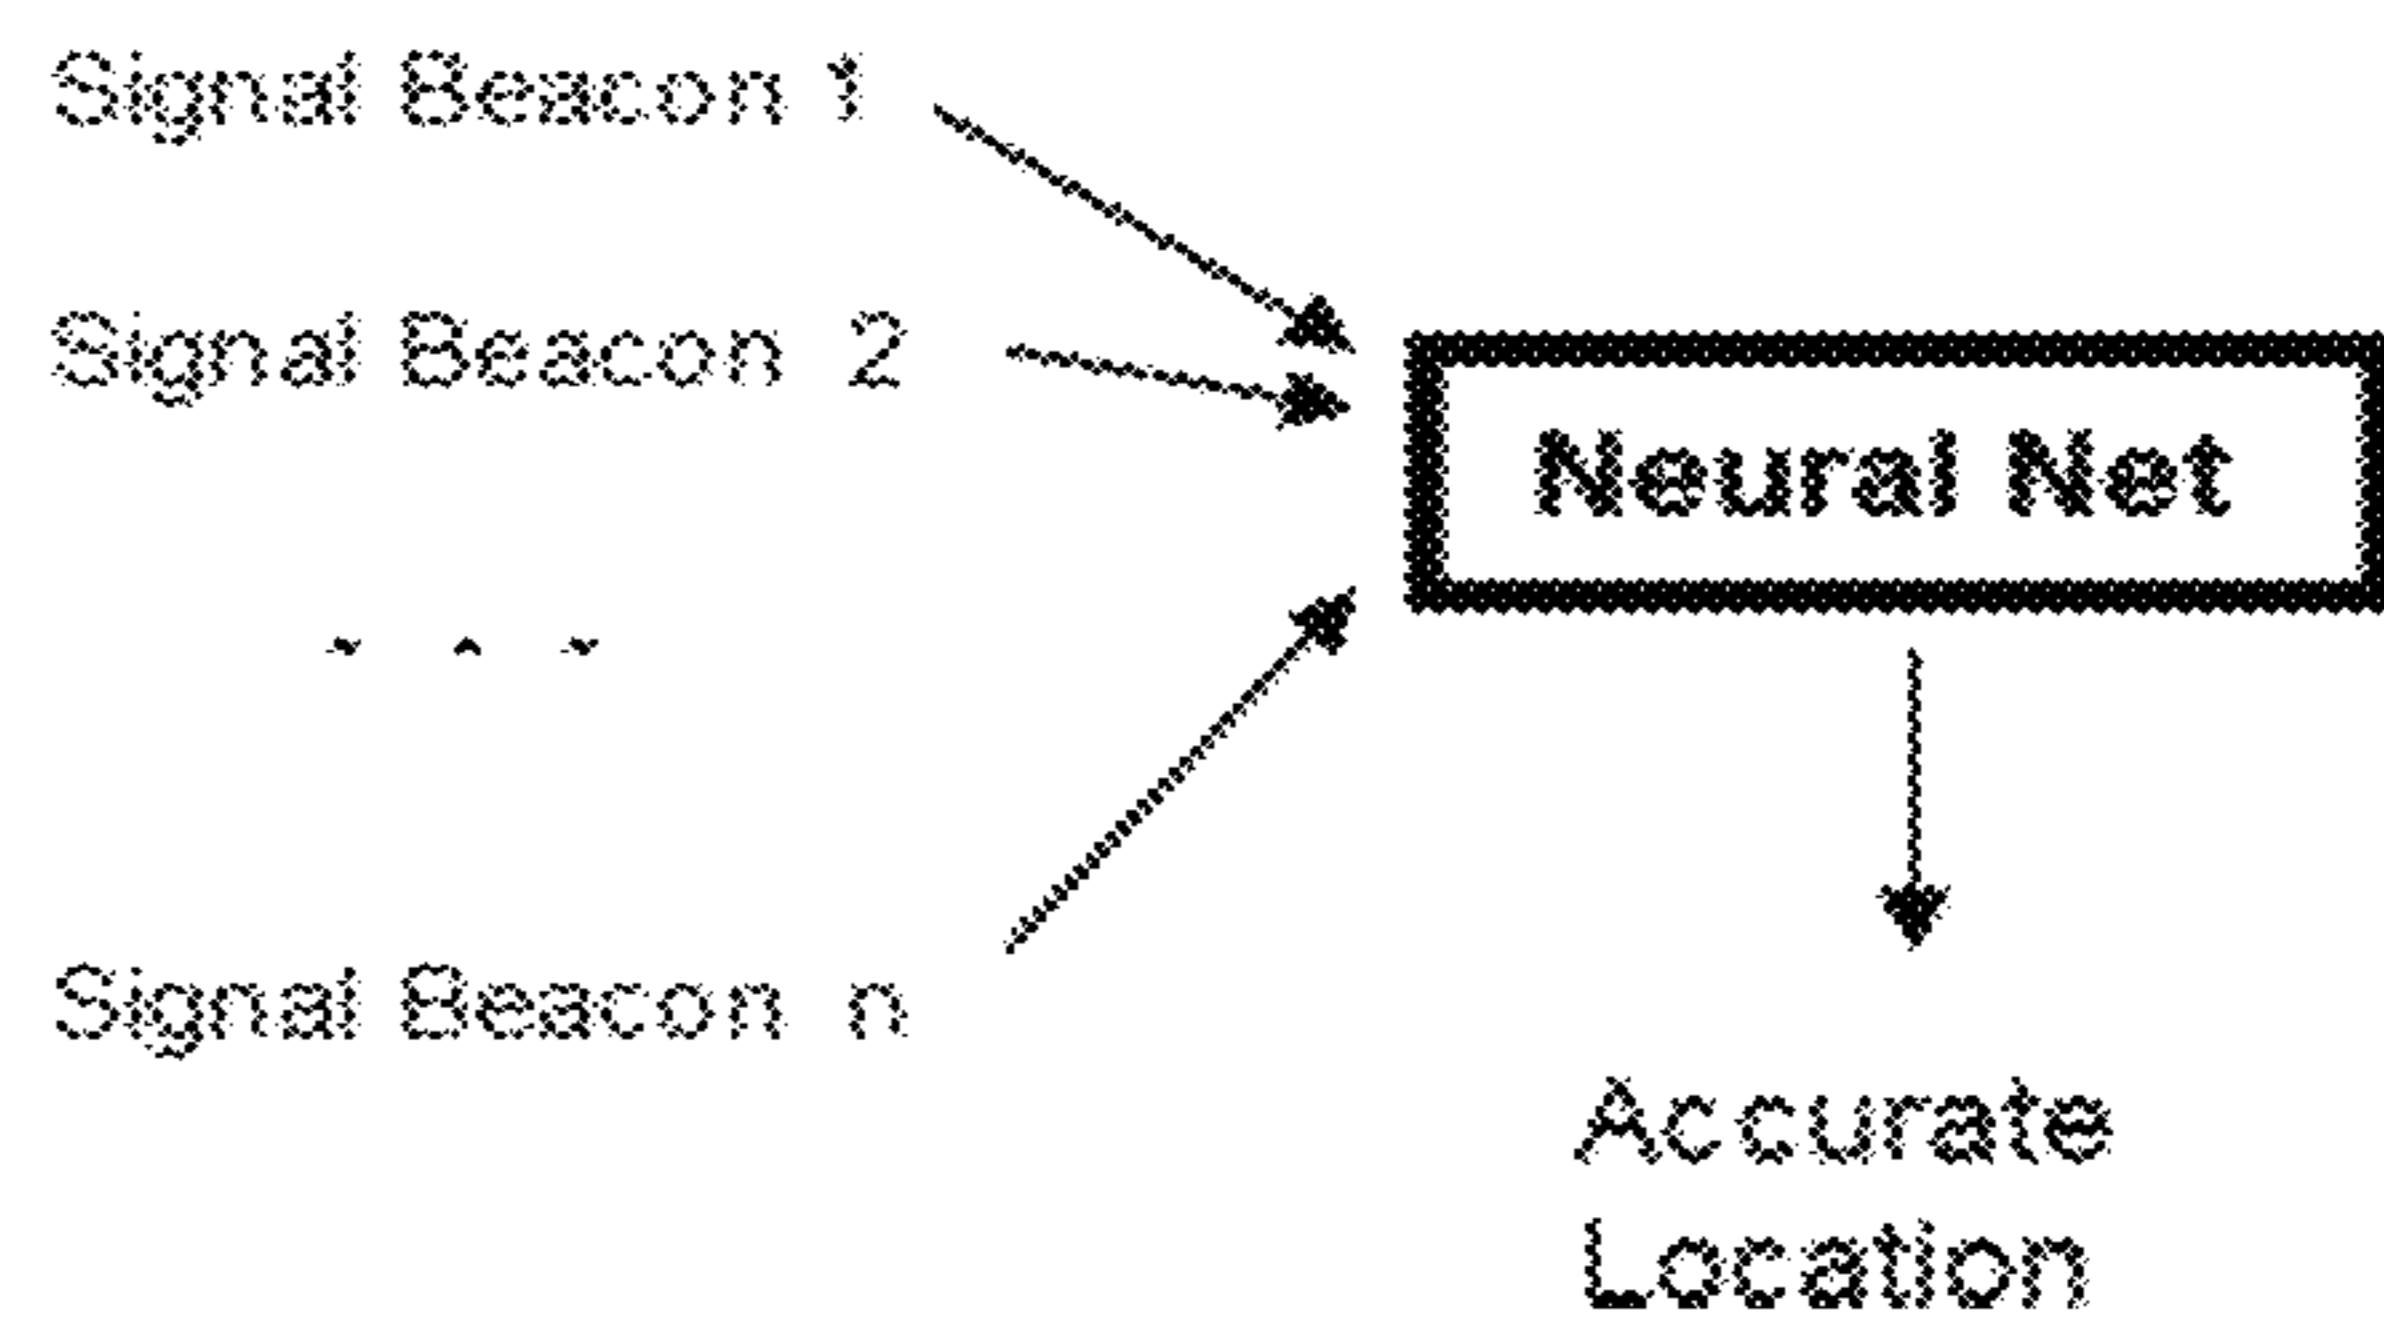 Signal Beacon 1
Signal Beacon 2
Neural Net
. . .
Signal Beacon n
Accurate
Location